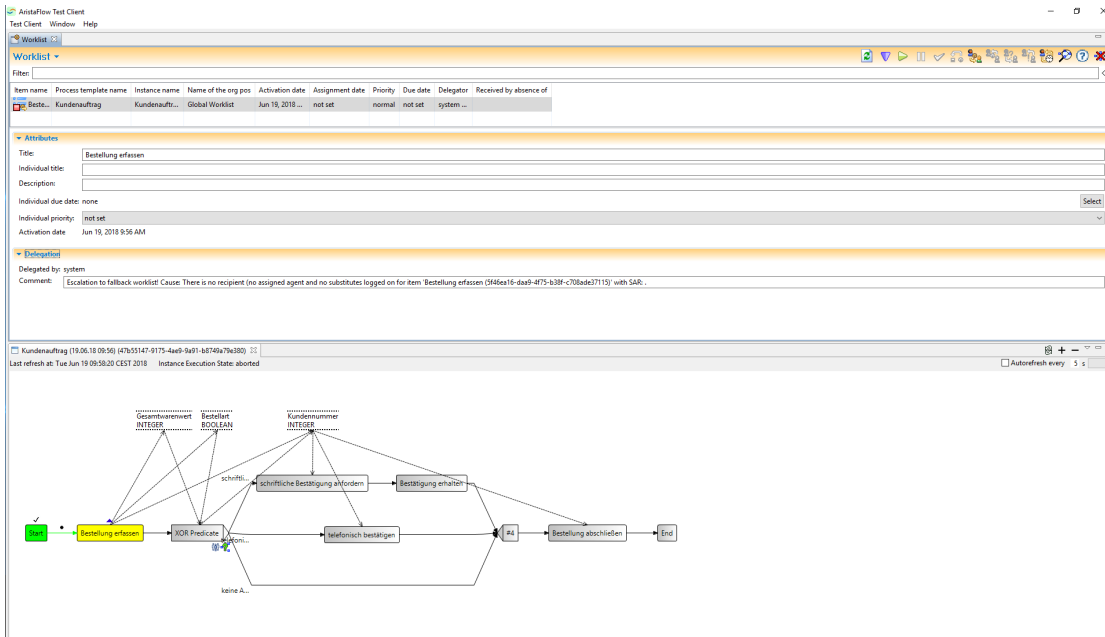 AristaFlow Test Client
Test Client Window Help
Worklist
Worklist
Filter:
Item name Process template name Instance name Name of the org pos Activation date Assignment date Priority Due date Delegator Received by absence of
Beste... Kundenauftrag Kundenauftr... Global Worklist Jun 19, 2018 ... not set normal not set system ...
Attributes
Title: Bestellung erfassen
Individual title:
Description:
Individual due date: none Select
Individual priority: not set
Activation date Jun 19, 2018 9:56 AM
Delegation
Delegated by: system
Comment: Escalation to fallback worklist! Cause: There is no recipient (no assigned agent and no substitutes logged on for item 'Bestellung erfassen (5f46ea16-daa9-4f75-b38f-c708ade37115)' with SAR: .
Kundenauftrag (19.06.18 09:56) (47b55147-9175-4ae9-9a91-b8749a79e380)
Last refresh at: Tue Jun 19 09:58:20 CEST 2018 Instance Execution State: aborted Autorefresh every 5 s
Gesamtwarenwert Bestellart Kundennummer
INTEGER BOOLEAN INTEGER
schriftli...
schriftliche Bestätigung anfordern Bestätigung erhalten
Start Bestellung erfassen XOR Predicate telefonisch bestätigen #4 Bestellung abschließen End
keine A...